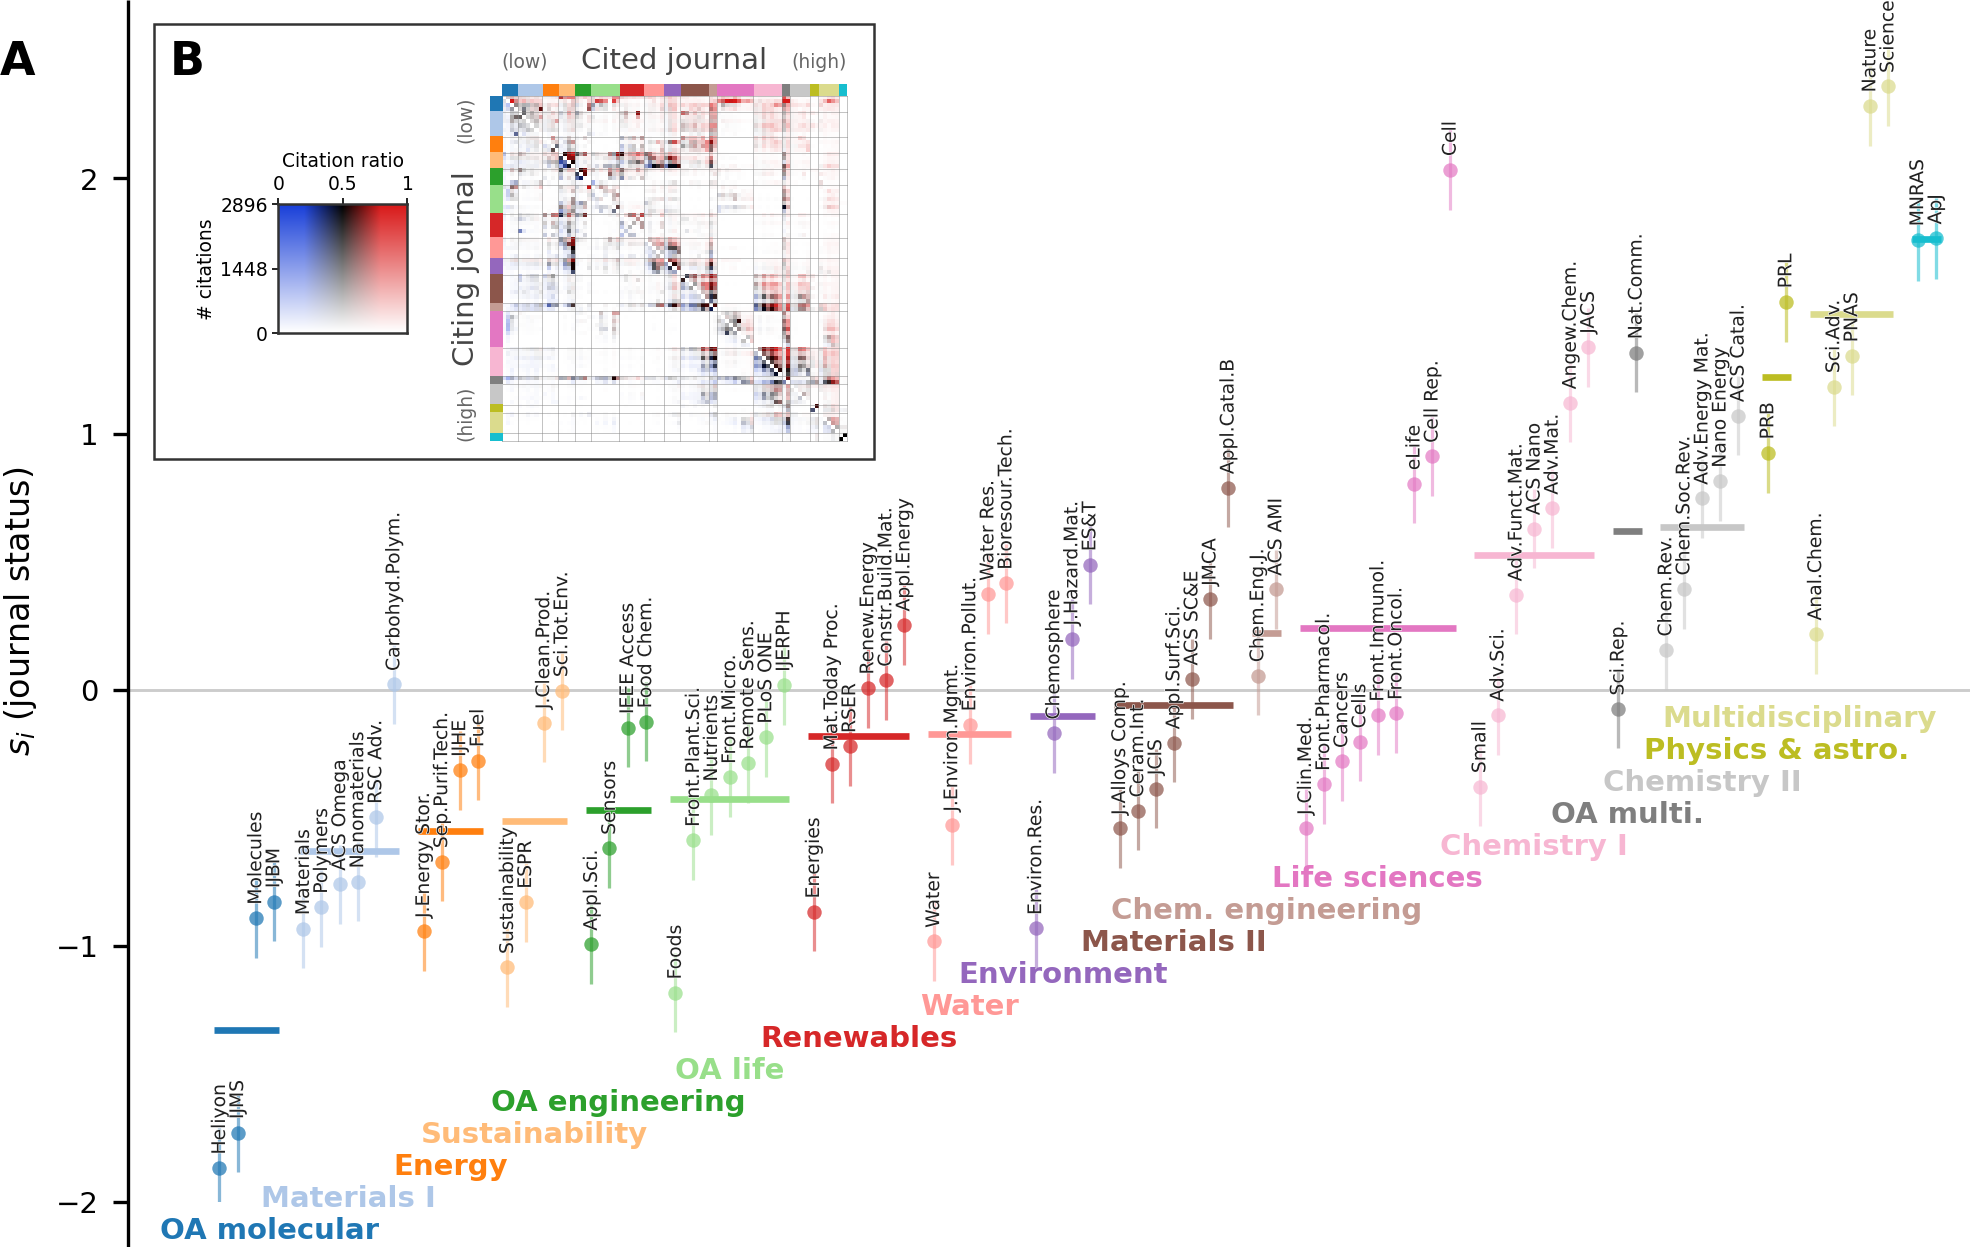 A
B
(low)
Cited journal
(high)
(low)
Citing journal
(high)
Citation ratio
0
0.5
1
# citations
2896
1448
0
s_i (journal status)
2
1
0
−1
−2
Heliyon
IJMS
Molecules
IJBM
Materials
Polymers
ACS Omega
Nanomaterials
RSC Adv.
Carbohyd.Polym.
J.Energy Stor.
Sep.Purif.Tech.
IJHE
Fuel
Sustainability
ESPR
J.Clean.Prod.
Sci.Tot.Env.
Appl.Sci.
Sensors
IEEE Access
Food Chem.
Foods
Front.Plant.Sci.
Nutrients
Front.Micro.
Remote Sens.
PLoS ONE
IJERPH
Energies
Mat.Today Proc.
RSER
Renew.Energy
Constr.Build.Mat.
Appl.Energy
Water
J.Environ.Mgmt.
Environ.Pollut.
Water Res.
Bioresour.Tech.
Environ.Res.
Chemosphere
J.Hazard.Mat.
ES&T
J.Alloys Comp.
Ceram.Int.
JCIS
Appl.Surf.Sci.
ACS SC&E
JMCA
Appl.Catal.B
Chem.Eng.J.
ACS AMI
J.Clin.Med.
Front.Pharmacol.
Cancers
Cells
Front.Immunol.
Front.Oncol.
eLife
Cell Rep.
Cell
Small
Adv.Sci.
Adv.Funct.Mat.
ACS Nano
Adv.Mat.
Angew.Chem.
JACS
Sci.Rep.
Nat.Comm.
Chem.Rev.
Chem.Soc.Rev.
Adv.Energy Mat.
Nano Energy
ACS Catal.
PRB
PRL
Anal.Chem.
Sci.Adv.
PNAS
Nature
Science
MNRAS
ApJ
Multidisciplinary
Physics & astro.
Chemistry II
OA multi.
Chemistry I
Life sciences
Chem. engineering
Materials II
Environment
Water
Renewables
OA life
OA engineering
Sustainability
Energy
Materials I
OA molecular